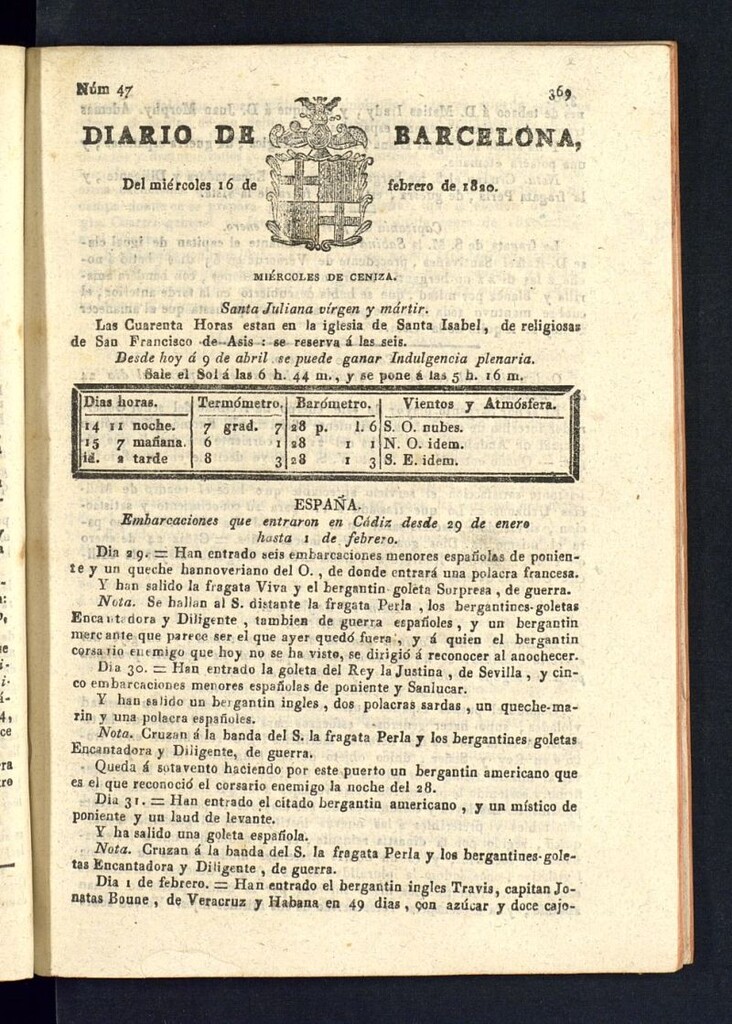 Núm 47 369
DIARIO DE BARCELONA,
Del miércoles 16 de febrero de 1820.
MIÉRCOLES DE CENIZA.
Santa Juliana vírgen y mártir.
Las Cuarenta Horas estan en la iglesia de Santa Isabel, de religiosas
de San Francisco de Asis : se reserva á las seis.
Desde hoy á 9 de abril se puede ganar Indulgencia plenaria.
Sale el Sol á las 6 h. 44 m., y se pone á las 5 h. 16 m.
Dias horas. Termómetro. Barómetro. Vientos y Atmósfera.
14 11 noche. 7 grad. 7 28 p. l. 6 S. O. nubes.
15 7 mañana. 6 1 28 1 1 N. O. idem.
id. 2 tarde 8 3 28 1 3 S. E. idem.
ESPAÑA.
Embarcaciones que entraron en Cádiz desde 29 de enero
hasta 1 de febrero.
Dia 29. = Han entrado seis embarcaciones menores españolas de ponien-
te y un queche hannoveriano del O., de donde entrará una polacra francesa.
Y han salido la fragata Viva y el bergantin goleta Sorpresa, de guerra.
Nota. Se hallan al S. distante la fragata Perla, los bergantines-goletas
Encantadora y Diligente, tambien de guerra españoles, y un bergantin
mercante que parece ser el que ayer quedó fuera, y á quien el bergantin
corsario enemigo que hoy no se ha visto, se dirigió á reconocer al anochecer.
Dia 30. = Han entrado la goleta del Rey la Justina, de Sevilla, y cin-
co embarcaciones menores españolas de poniente y Sanlucar.
Y han salido un bergantin ingles, dos polacras sardas, un queche-ma-
rin y una polacra españoles.
Nota. Cruzan á la banda del S. la fragata Perla y los bergantines-goletas
Encantadora y Diligente, de guerra.
Queda á sotavento haciendo por este puerto un bergantin americano que
es el que reconoció el corsario enemigo la noche del 28.
Dia 31. = Han entrado el citado bergantin americano, y un místico de
poniente y un laud de levante.
Y ha salido una goleta española.
Nota. Cruzan á la banda del S. la fragata Perla y los bergantines-gole-
tas Encantadora y Diligente, de guerra.
Dia 1 de febrero. = Han entrado el bergantin ingles Travis, capitan Jo-
natas Boune, de Veracruz y Habana en 49 dias, con azúcar y doce cajo-